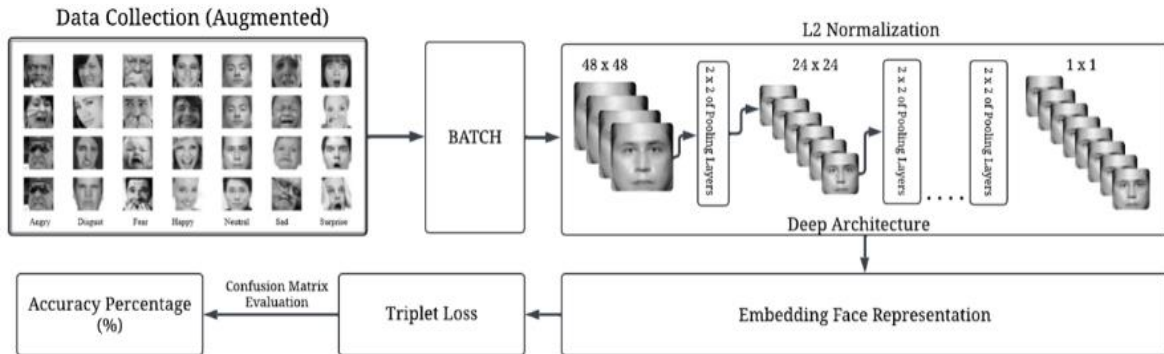 Data Collection (Augmented)
Angry Disgust Fear Happy Neutral Sad Surprise
BATCH
L2 Normalization
48 x 48
2 x 2 of Pooling Layers
24 x 24
2 x 2 of Pooling Layers
. . . .
2 x 2 of Pooling Layers
1 x 1
Deep Architecture
Accuracy Percentage
(%)
Confusion Matrix
Evaluation
Triplet Loss
Embedding Face Representation